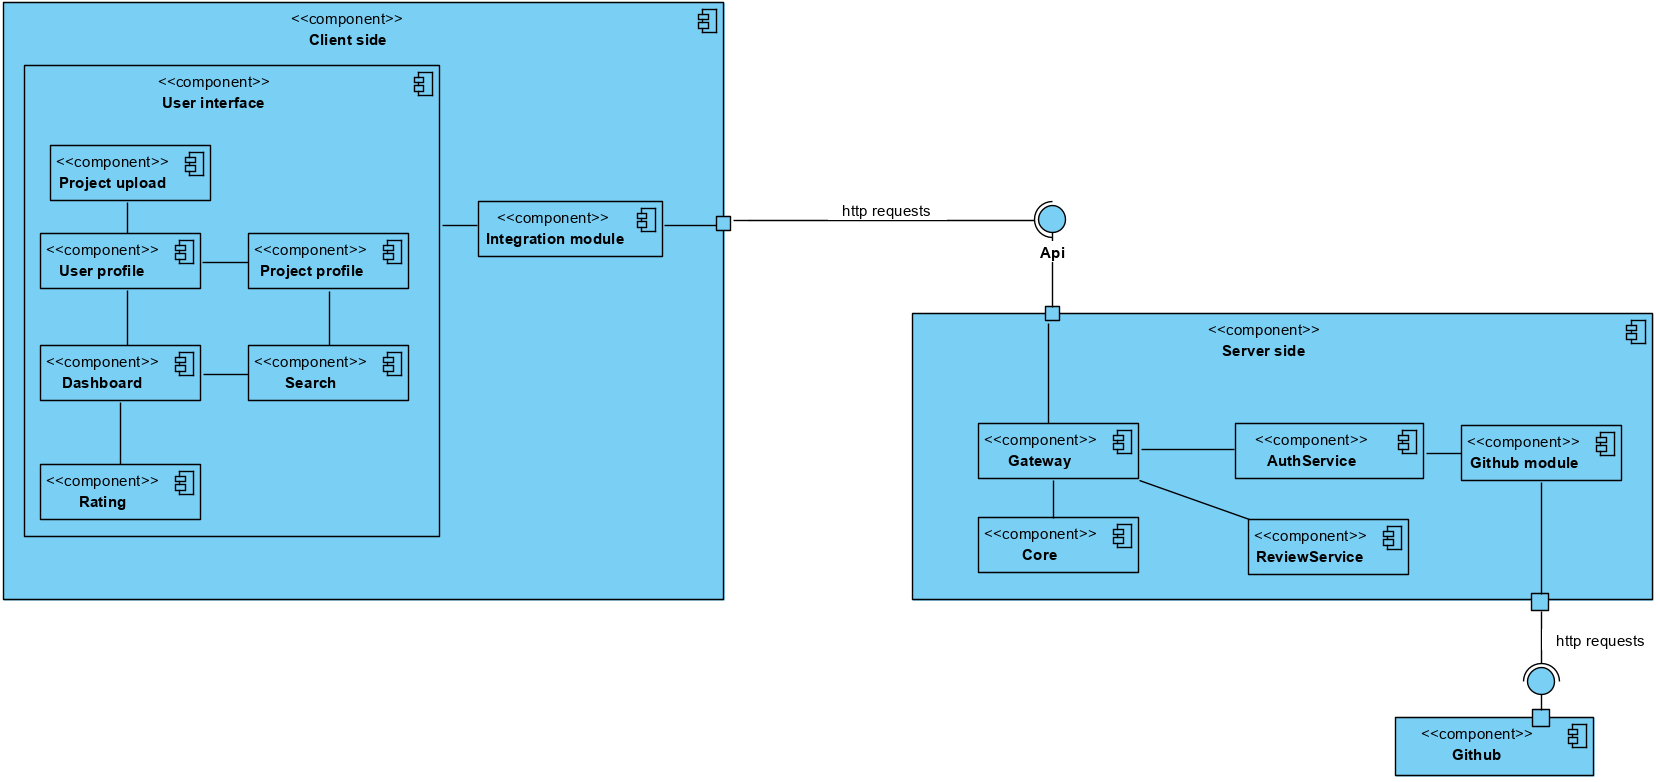 <<component>>
Client side
<<component>>
User interface
<<component>>
Project upload
<<component>>
User profile
<<component>>
Project profile
<<component>>
Dashboard
<<component>>
Search
<<component>>
Rating
<<component>>
Integration module
http requests
Api
<<component>>
Server side
<<component>>
Gateway
<<component>>
AuthService
<<component>>
Github module
<<component>>
Core
<<component>>
ReviewService
http requests
<<component>>
Github